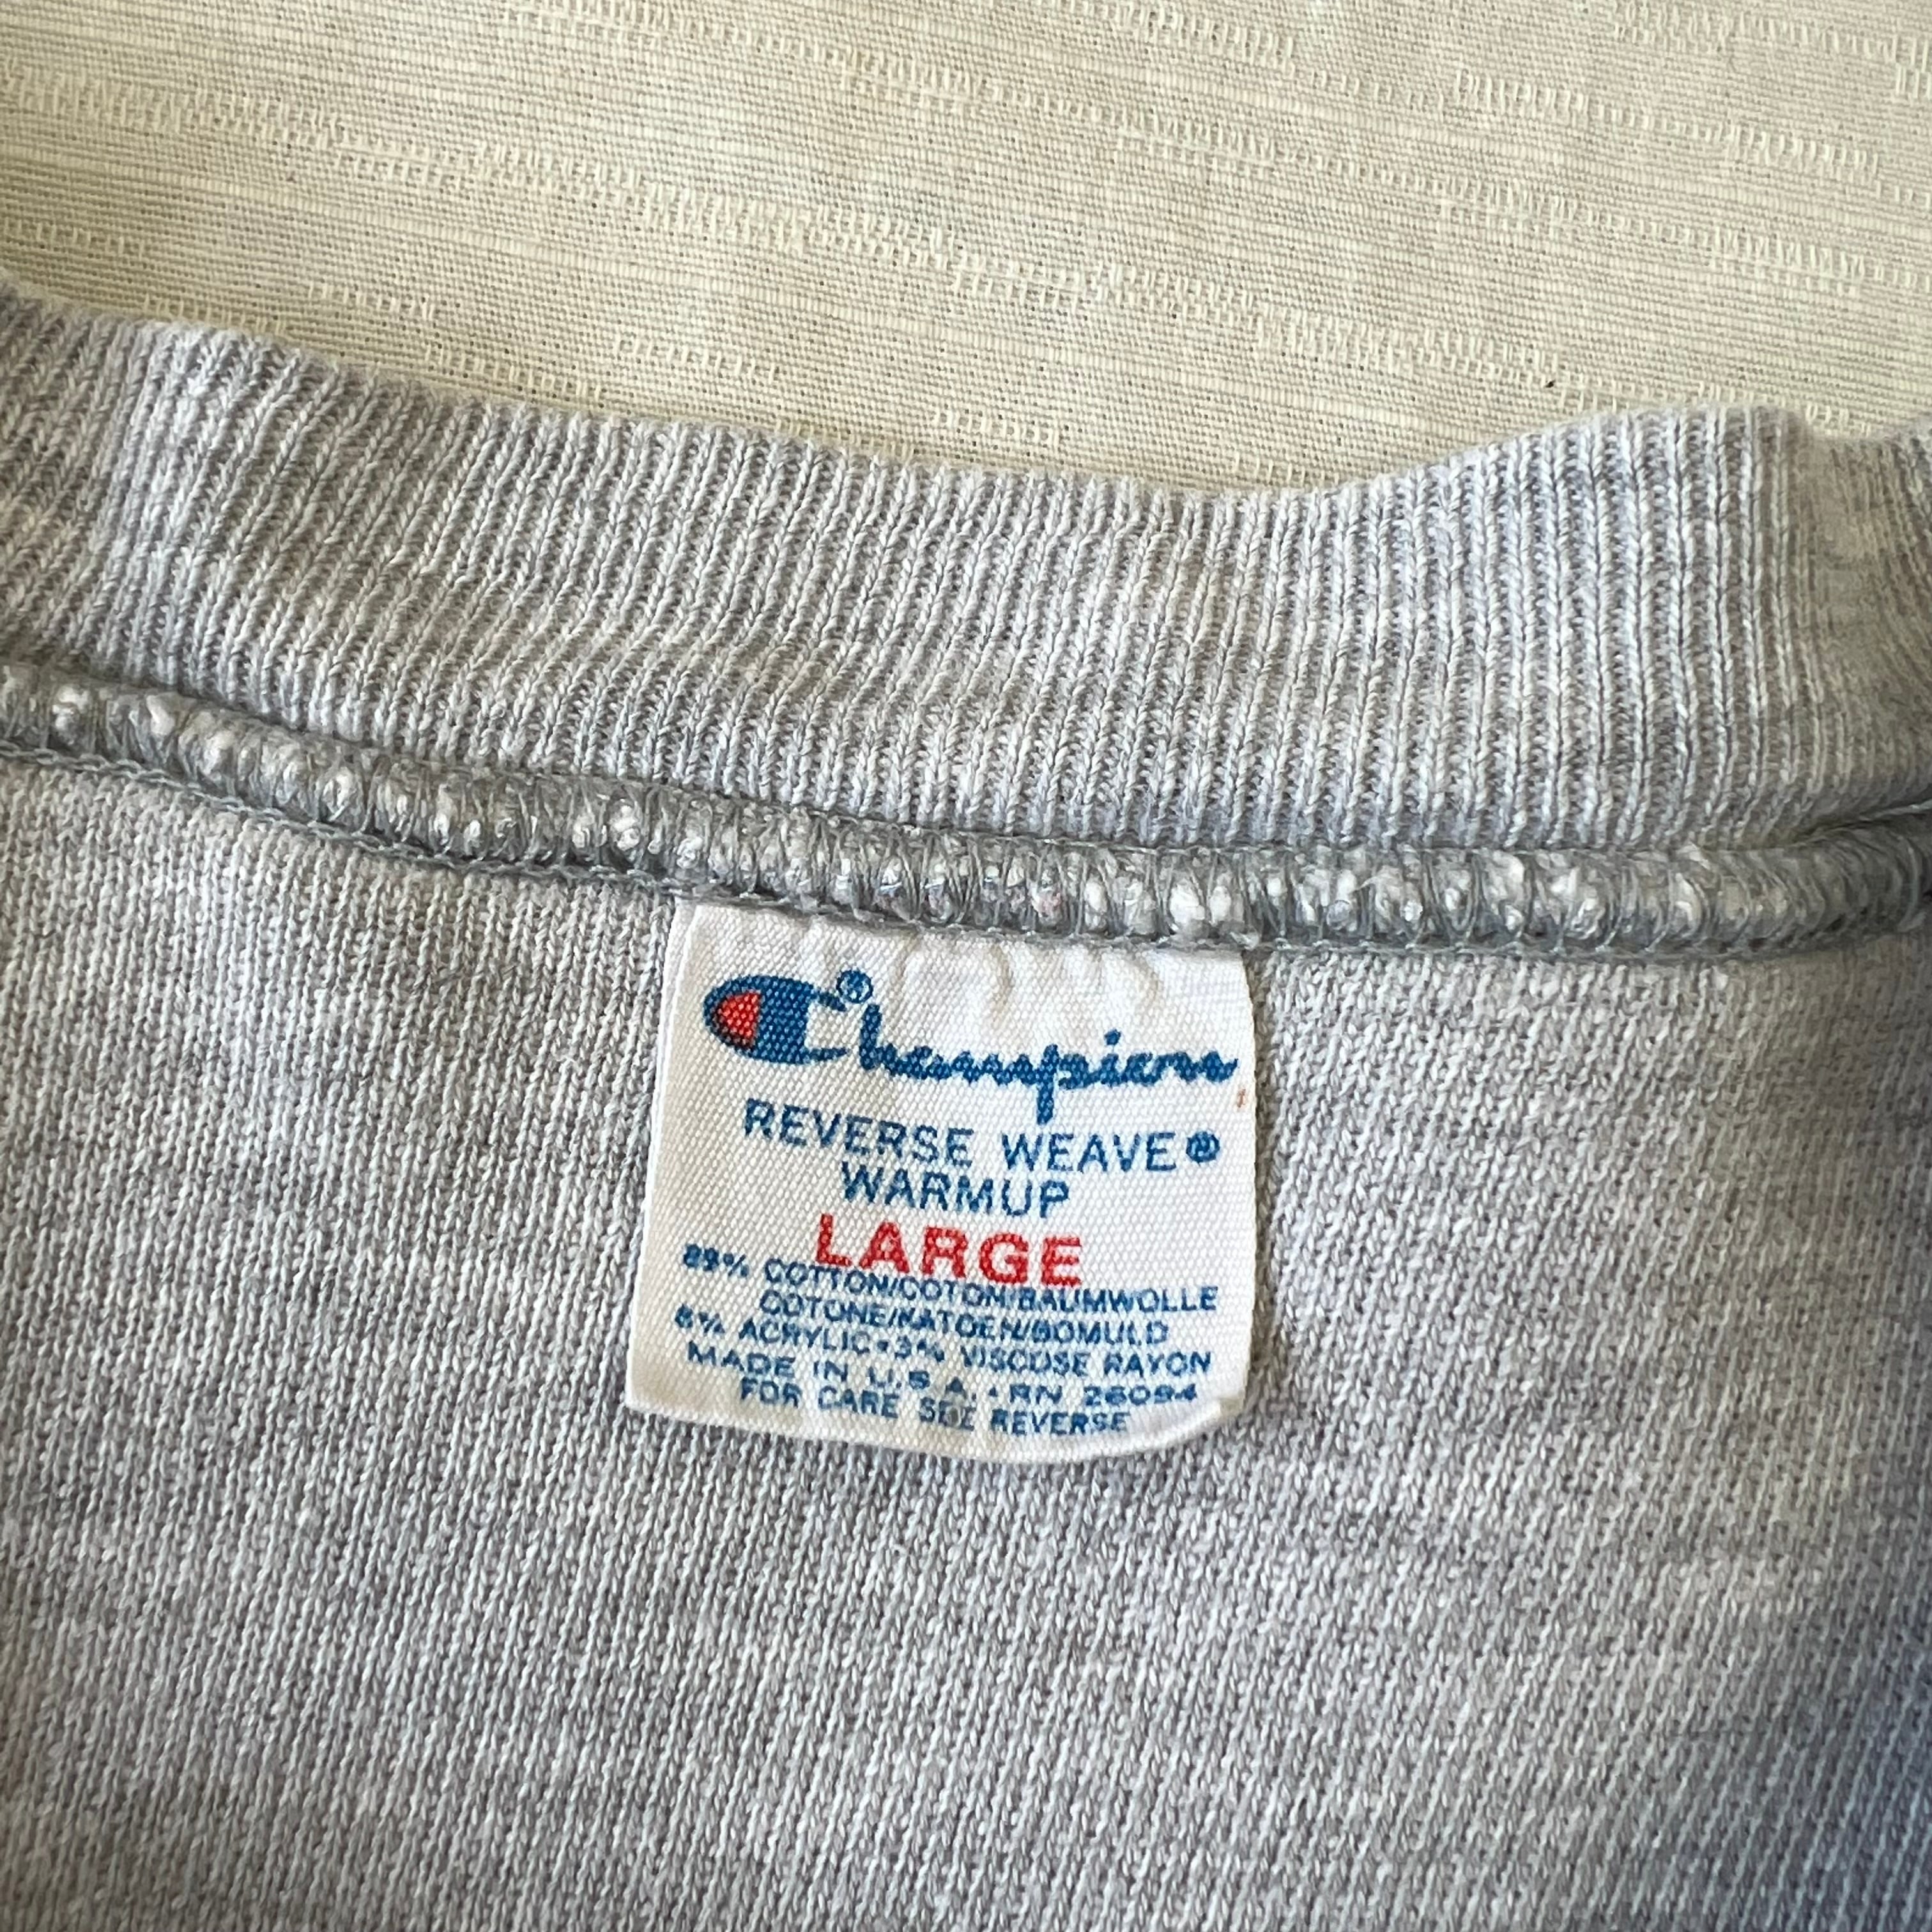 Champion®
REVERSE WEAVE®
WARMUP
LARGE
89% COTTON/COTON/BAUMWOLLE
COTONE/KATOEN/BOMULD
8% ACRYLIC•3% VISCOSE RAYON
MADE IN U.S.A. • RN 26094
FOR CARE SEE REVERSE